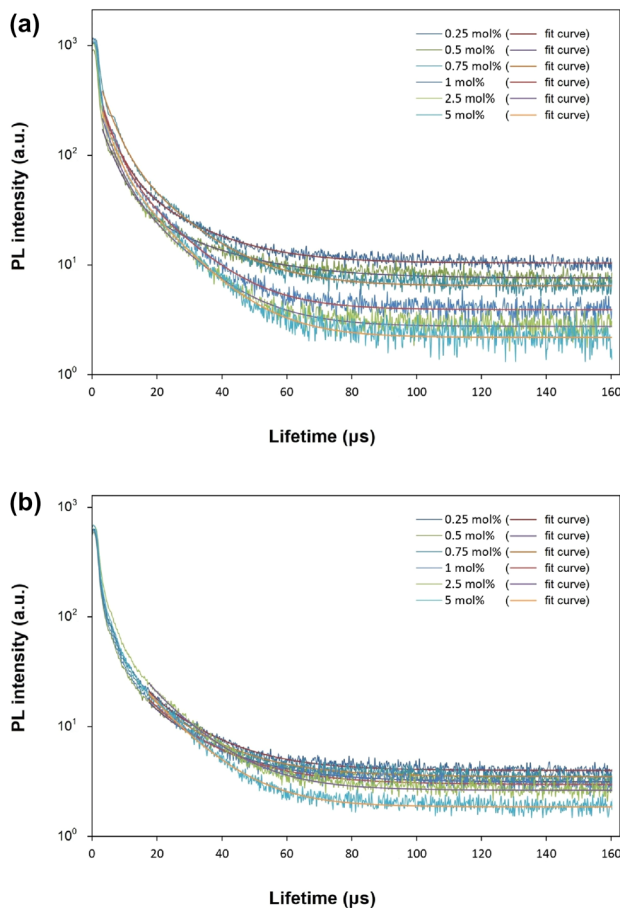 (a)
PL intensity (a.u.)
10³
10²
10¹
10⁰
0.25 mol% ( fit curve)
0.5 mol% ( fit curve)
0.75 mol% ( fit curve)
1 mol% ( fit curve)
2.5 mol% ( fit curve)
5 mol% ( fit curve)
0 20 40 60 80 100 120 140 160
Lifetime (µs)
(b)
PL intensity (a.u.)
10³
10²
10¹
10⁰
0.25 mol% ( fit curve)
0.5 mol% ( fit curve)
0.75 mol% ( fit curve)
1 mol% ( fit curve)
2.5 mol% ( fit curve)
5 mol% ( fit curve)
0 20 40 60 80 100 120 140 160
Lifetime (µs)